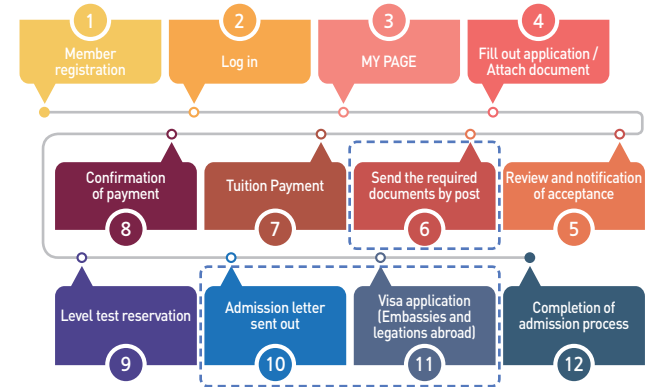 1
Member
registration
2
Log in
3
MY PAGE
4
Fill out application /
Attach document
5
Review and notification
of acceptance
6
Send the required
documents by post
7
Tuition Payment
8
Confirmation
of payment
9
Level test reservation
10
Admission letter
sent out
11
Visa application
(Embassies and
legations abroad)
12
Completion of
admission process